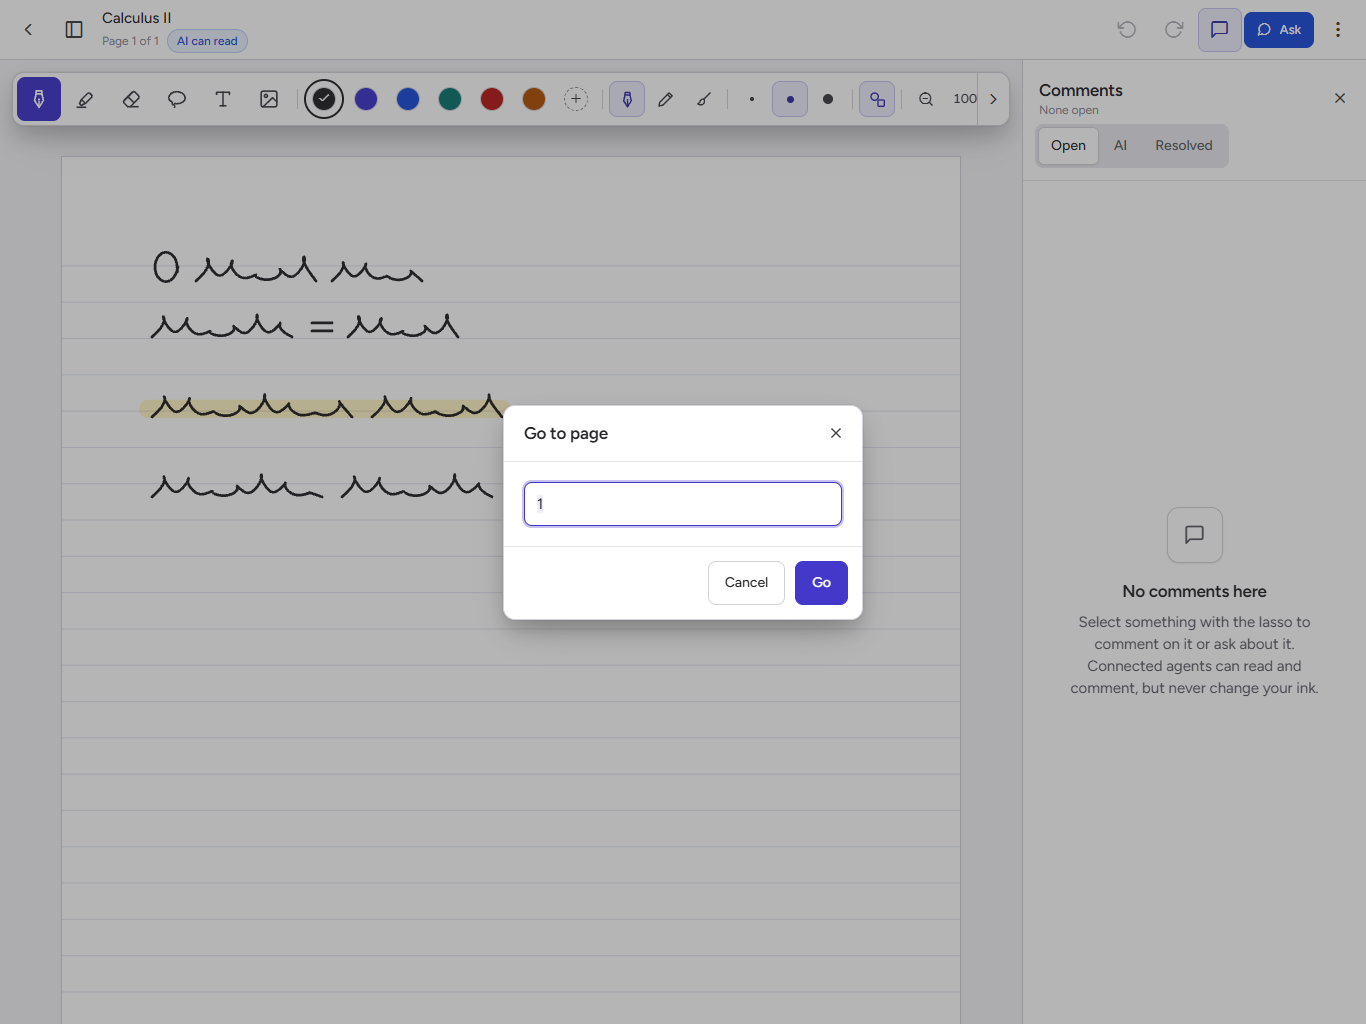 Calculus II
Page 1 of 1
AI can read
Ask
100
Comments
None open
Open
AI
Resolved
Go to page
1
Cancel
Go
No comments here
Select something with the lasso to
comment on it or ask about it.
Connected agents can read and
comment, but never change your ink.